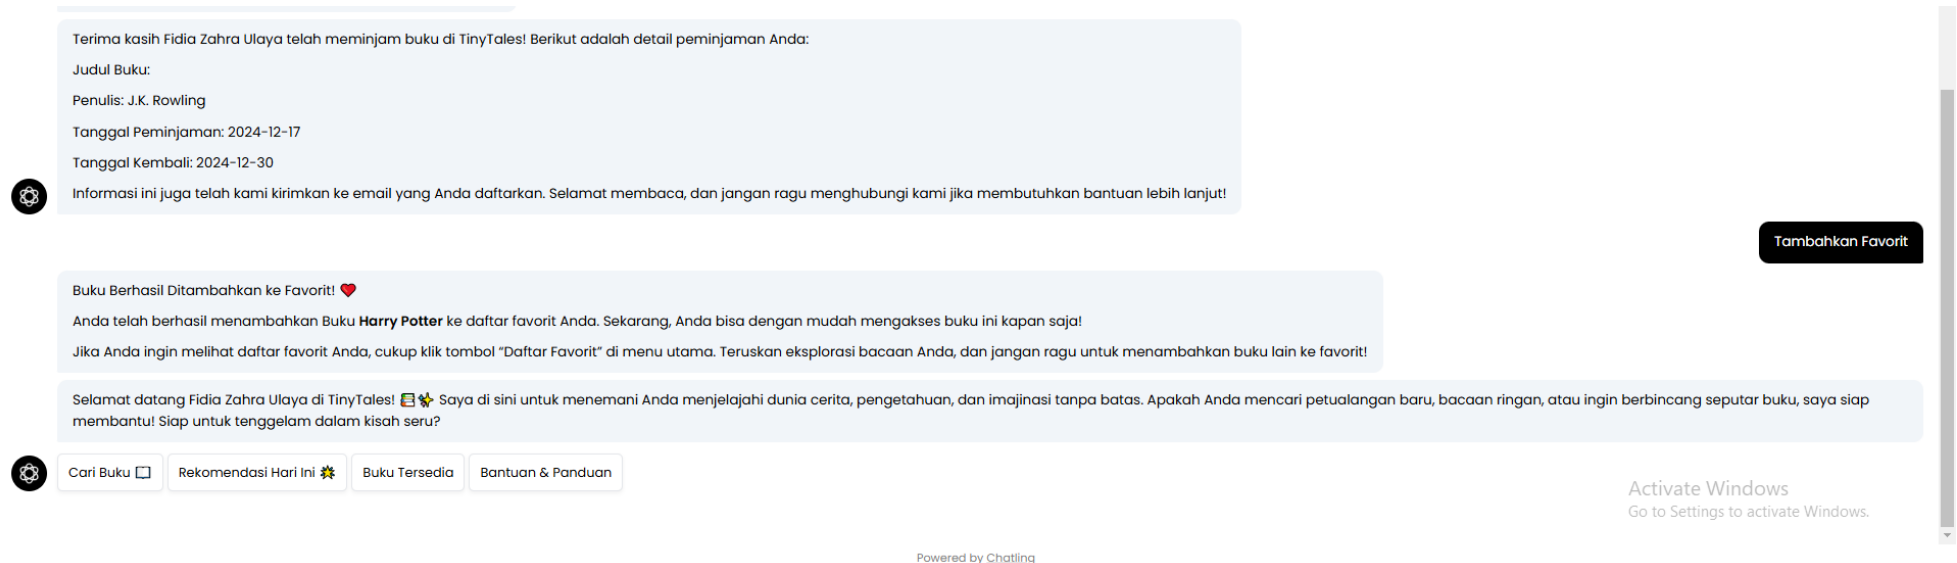 Terima kasih Fidia Zahra Ulaya telah meminjam buku di TinyTales! Berikut adalah detail peminjaman Anda:
Judul Buku:
Penulis: J.K. Rowling
Tanggal Peminjaman: 2024-12-17
Tanggal Kembali: 2024-12-30
Informasi ini juga telah kami kirimkan ke email yang Anda daftarkan. Selamat membaca, dan jangan ragu menghubungi kami jika membutuhkan bantuan lebih lanjut!
Tambahkan Favorit
Buku Berhasil Ditambahkan ke Favorit! ❤️
Anda telah berhasil menambahkan Buku Harry Potter ke daftar favorit Anda. Sekarang, Anda bisa dengan mudah mengakses buku ini kapan saja!
Jika Anda ingin melihat daftar favorit Anda, cukup klik tombol “Daftar Favorit” di menu utama. Teruskan eksplorasi bacaan Anda, dan jangan ragu untuk menambahkan buku lain ke favorit!
Selamat datang Fidia Zahra Ulaya di TinyTales! 📚✨ Saya di sini untuk menemani Anda menjelajahi dunia cerita, pengetahuan, dan imajinasi tanpa batas. Apakah Anda mencari petualangan baru, bacaan ringan, atau ingin berbincang seputar buku, saya siap
membantu! Siap untuk tenggelam dalam kisah seru?
Cari Buku 📖
Rekomendasi Hari Ini 🌟
Buku Tersedia
Bantuan & Panduan
Activate Windows
Go to Settings to activate Windows.
Powered by Chatling